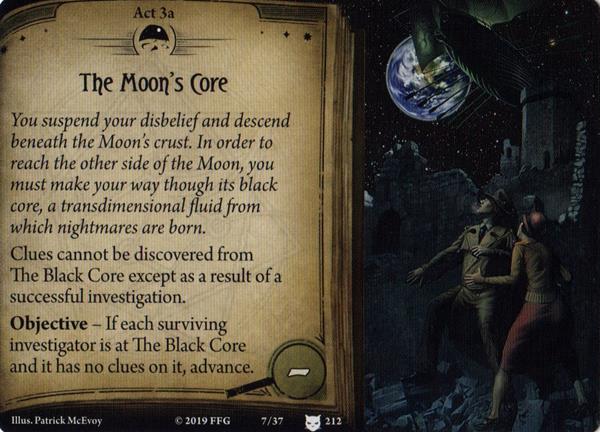 Act 3a
The Moon's Core
You suspend your disbelief and descend
beneath the Moon's crust. In order to
reach the other side of the Moon, you
must make your way though its black
core, a transdimensional fluid from
which nightmares are born.
Clues cannot be discovered from
The Black Core except as a result of a
successful investigation.
Objective – If each surviving
investigator is at The Black Core
and it has no clues on it, advance.
-
Illus. Patrick McEvoy © 2019 FFG 7/37 212